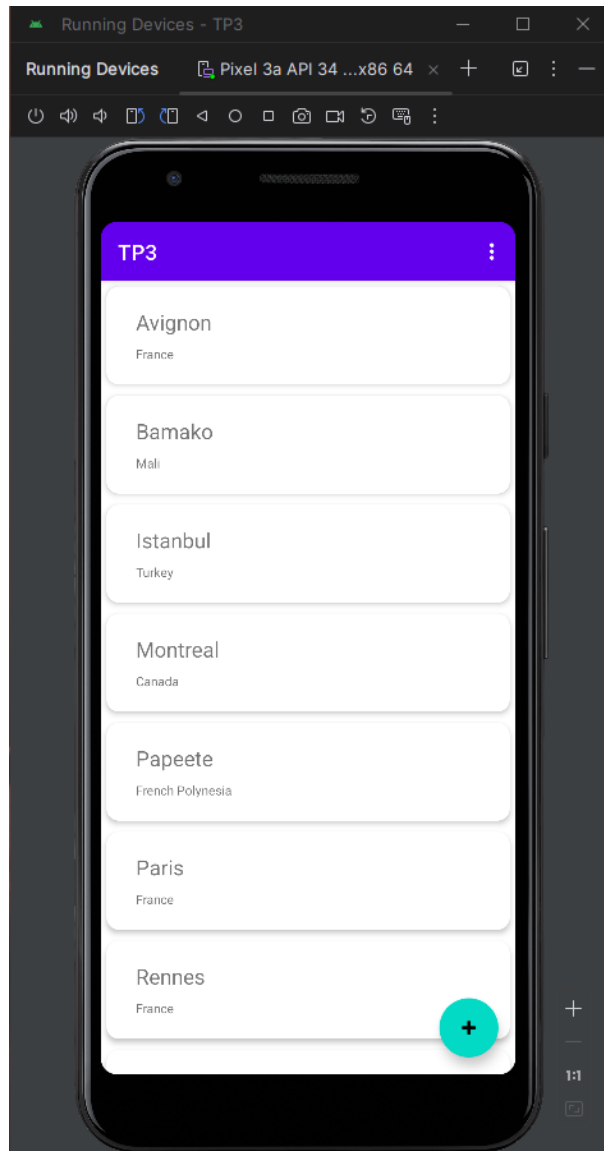 Running Devices - TP3
Running Devices Pixel 3a API 34 ...x86 64
TP3
Avignon
France
Bamako
Mali
Istanbul
Turkey
Montreal
Canada
Papeete
French Polynesia
Paris
France
Rennes
France
+
1:1